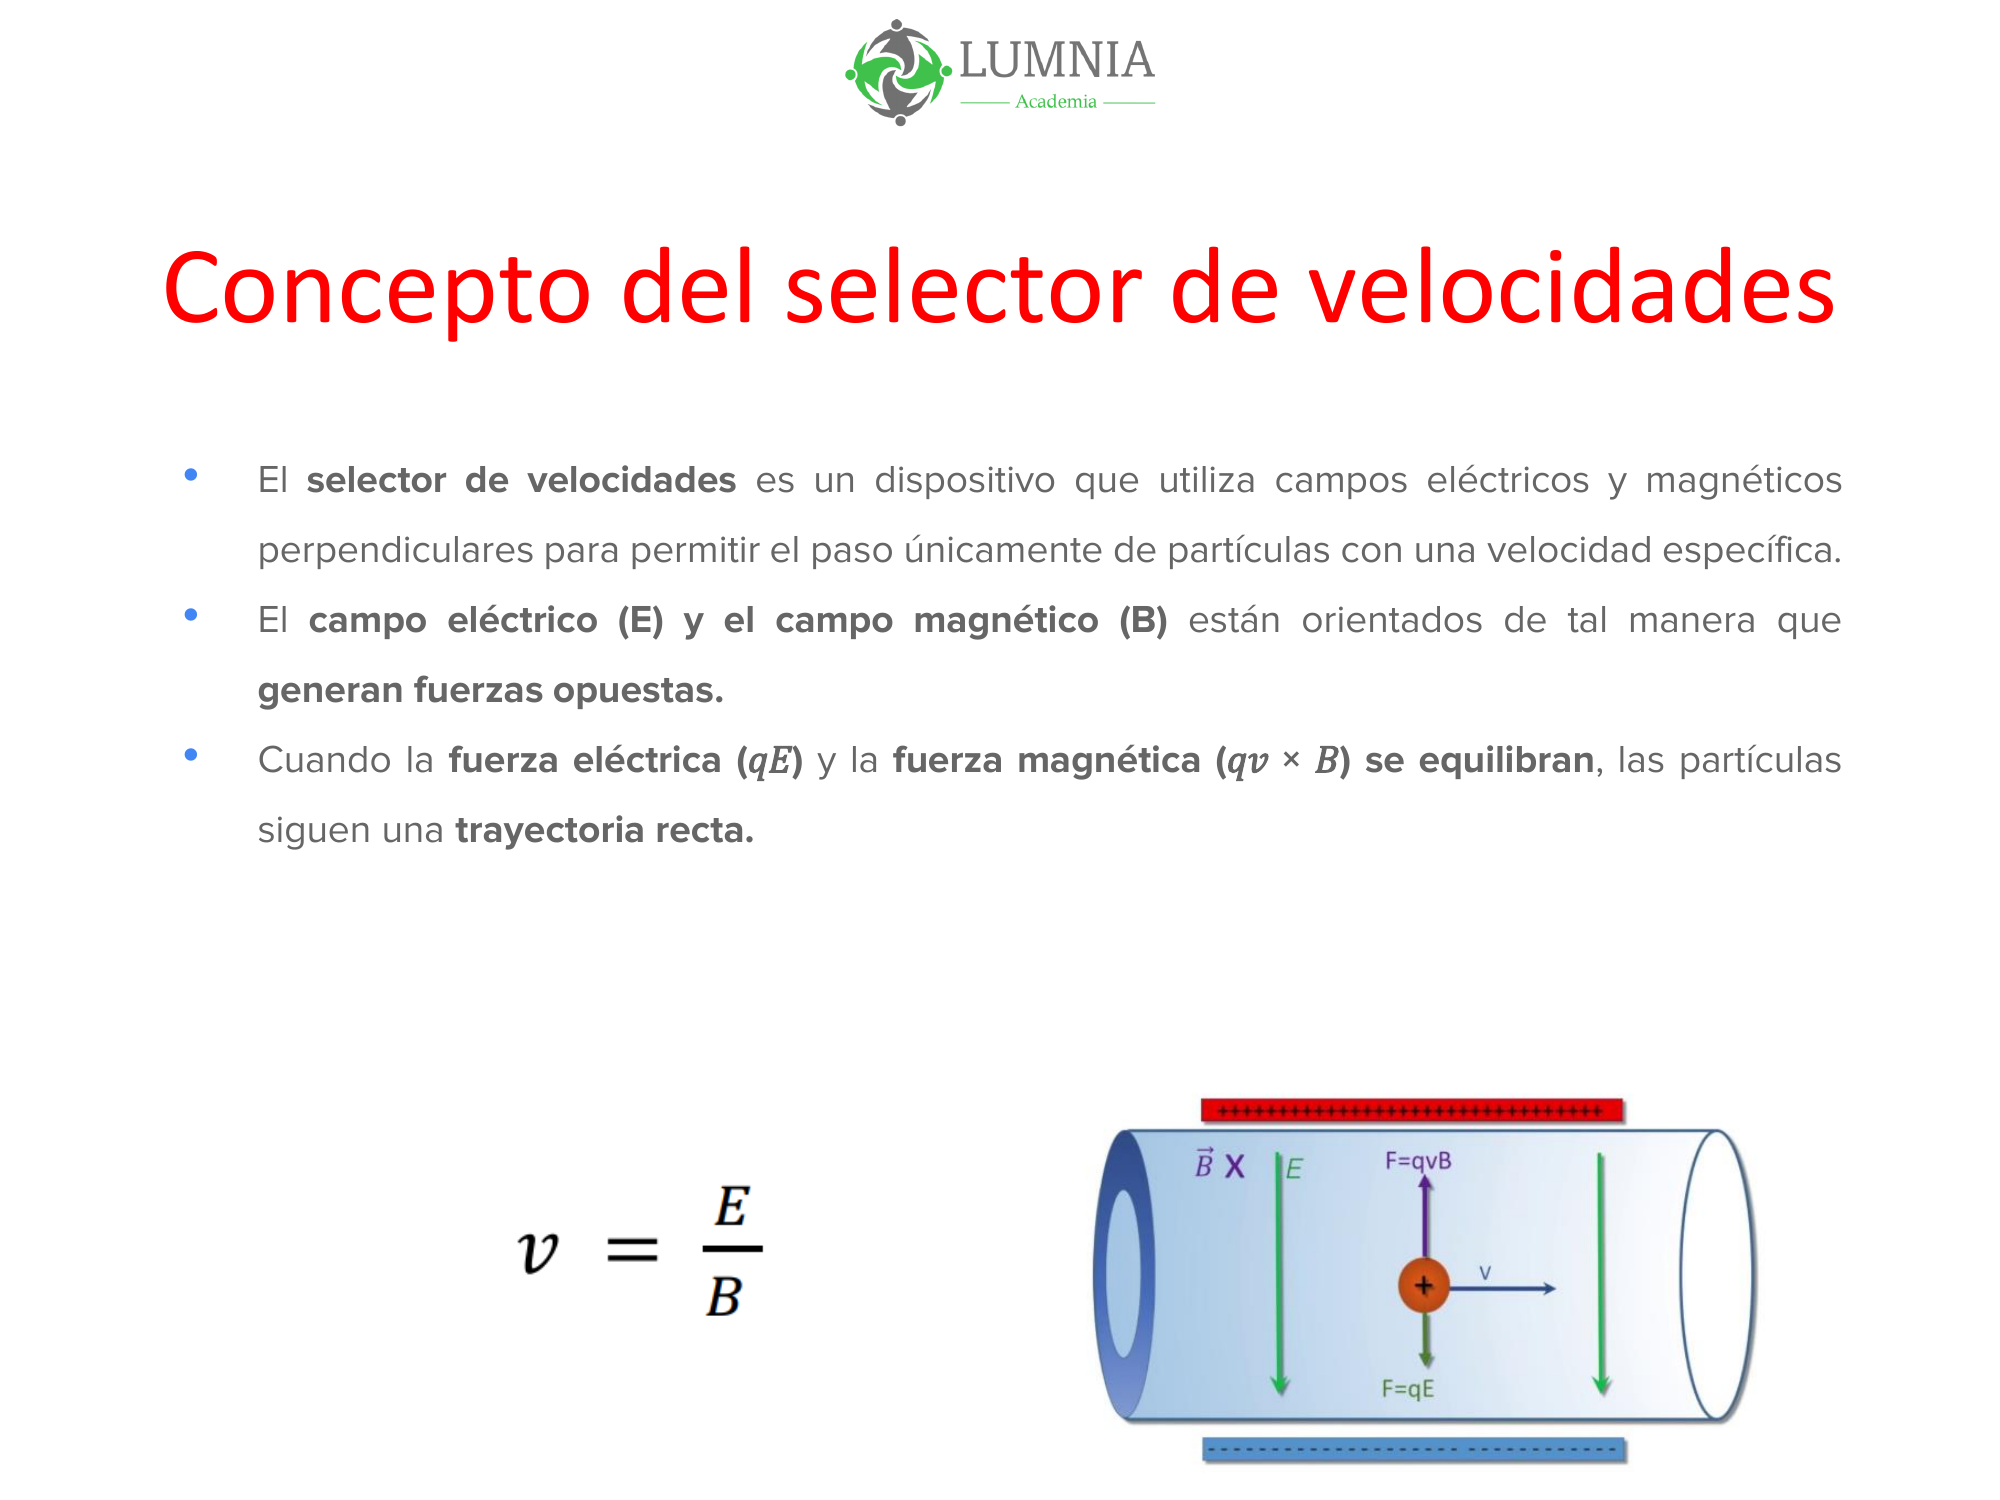 LUMNIA
Academia
Concepto del selector de velocidades
• El selector de velocidades es un dispositivo que utiliza campos eléctricos y magnéticos
perpendiculares para permitir el paso únicamente de partículas con una velocidad específica.
• El campo eléctrico (E) y el campo magnético (B) están orientados de tal manera que
generan fuerzas opuestas.
• Cuando la fuerza eléctrica (qE) y la fuerza magnética (qv × B) se equilibran, las partículas
siguen una trayectoria recta.
v = E/B
+++++++++++++++++++++++++++++++
B⃗ X E F=qvB
v
+
F=qE
- - - - - - - - - - - - - - - - - - - - - - - - - - - - - - - -